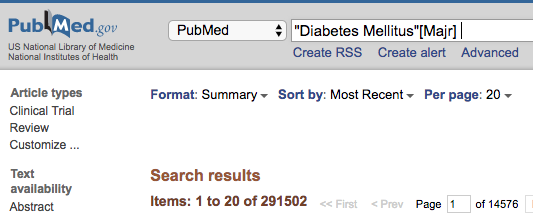 PubMed.gov
US National Library of Medicine
National Institutes of Health
PubMed
"Diabetes Mellitus"[Majr]
Create RSS Create alert Advanced
Article types
Clinical Trial
Review
Customize ...
Text
availability
Abstract
Format: Summary Sort by: Most Recent Per page: 20
Search results
Items: 1 to 20 of 291502 << First < Prev Page 1 of 14576